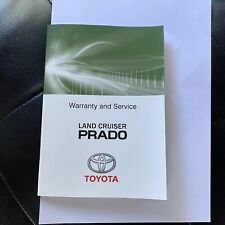 Warranty and Service
LAND CRUISER
PRADO
TOYOTA